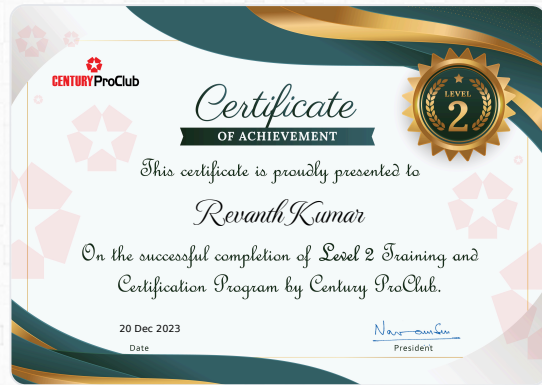 CENTURY ProClub
LEVEL
2
Certificate
OF ACHIEVEMENT
This certificate is proudly presented to
Revanth Kumar
On the successful completion of Level 2 Training and
Certification Program by Century ProClub.
20 Dec 2023
Date
President